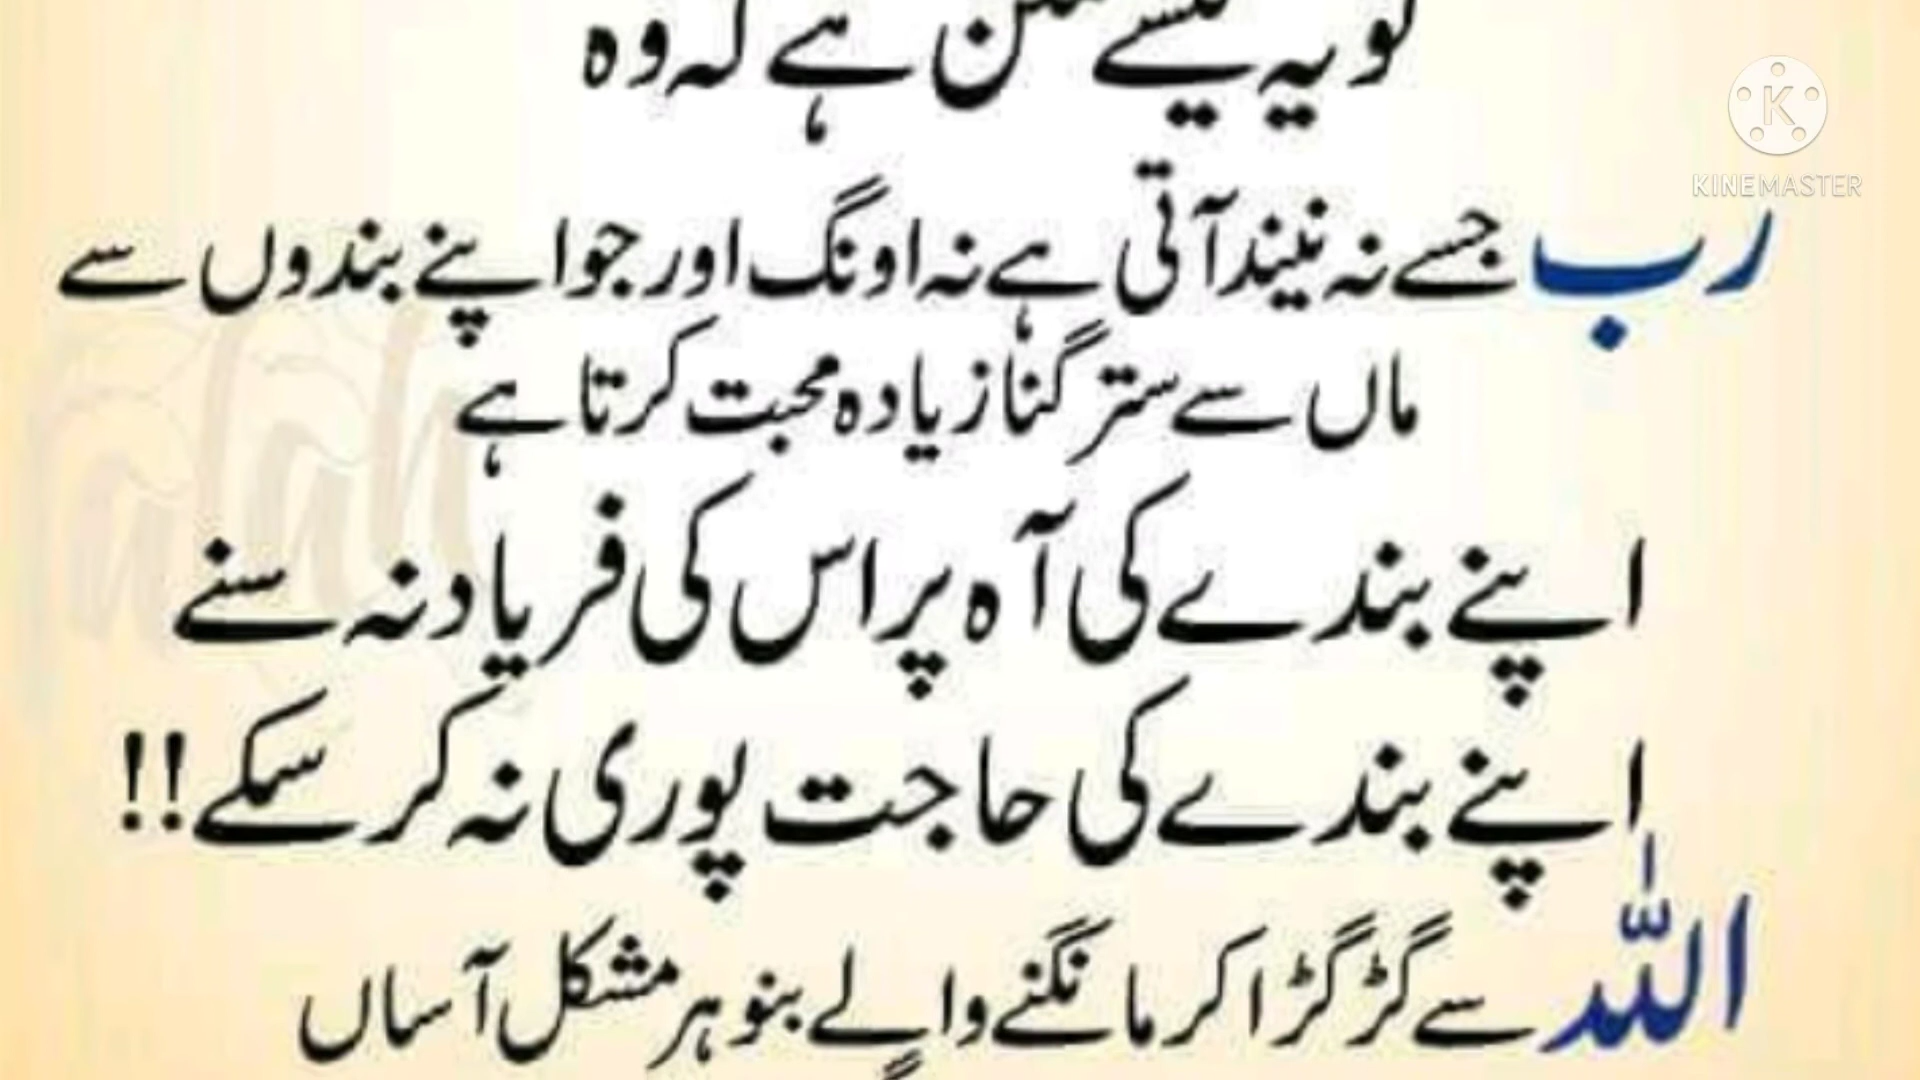 تو یہ کیسے ممکن ہے کہ وہ
KINEMASTER
رب جسے نہ نیند آتی ہے نہ اونگ اور جو اپنے بندوں سے
ماں سے ستر گنا زیادہ محبت کرتا ہے
اپنے بندے کی آہ پر اس کی فریاد نہ سنے
اپنے بندے کی حاجت پوری نہ کر سکے!!
اللّٰہ سے گڑگڑا کر مانگنے والے بنو ہر مشکل آساں